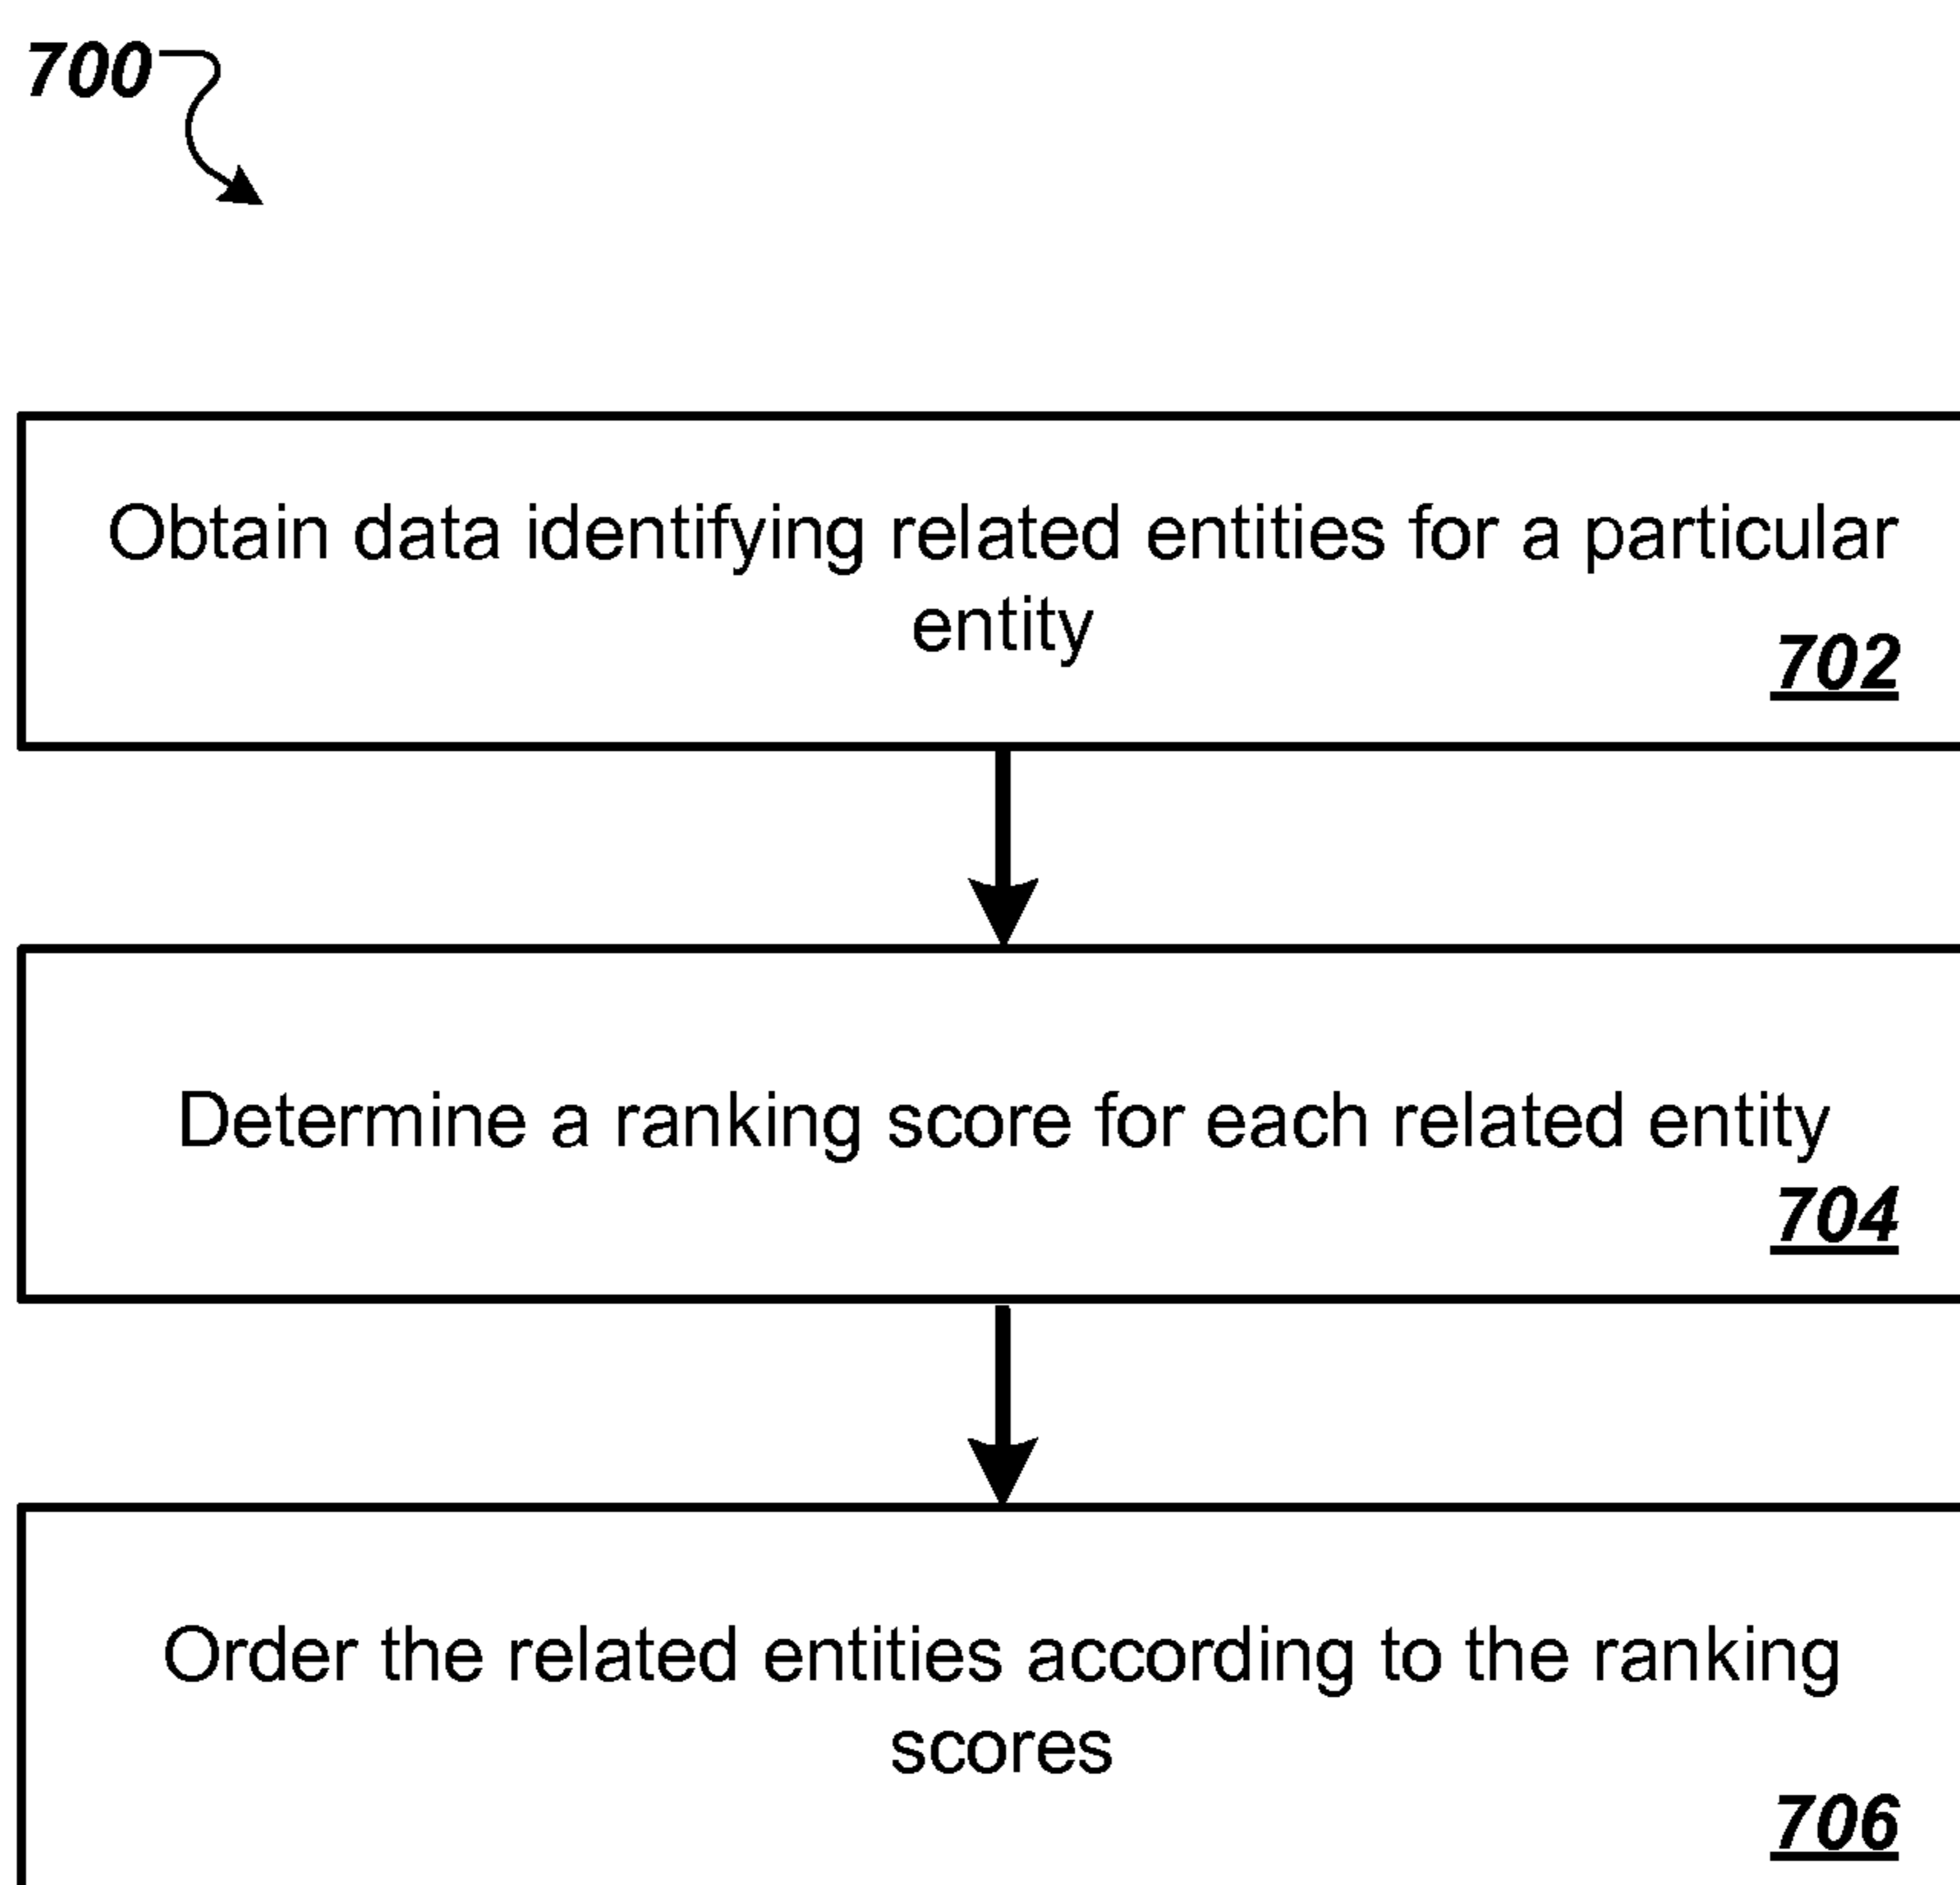 700
Obtain data identifying related entities for a particular
entity
702
Determine a ranking score for each related entity
704
Order the related entities according to the ranking
scores
706